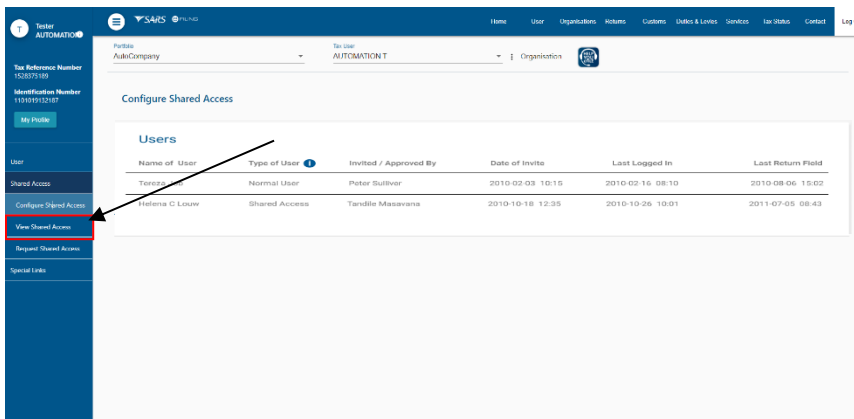 T
Tester
AUTOMATION
SARS eFILING
Home User Organisations Returns Customs Duties & Levies Services Tax Status Contact Log
Portfolio
AutoCompany
Tax User
AUTOMATION T
Organisation
Tax Reference Number
1528375189
Identification Number
1101019132187
My Profile
Configure Shared Access
Users
Name of User Type of User i Invited / Approved By Date of Invite Last Logged In Last Return Field
Tereza Normal User Peter Sulliver 2010-02-03 10:15 2010-02-16 08:10 2010-08-06 15:02
Helena C Louw Shared Access Tandile Masavana 2010-10-18 12:35 2010-10-26 10:01 2011-07-05 08:43
User
Shared Access
Configure Shared Access
View Shared Access
Request Shared Access
Special Links